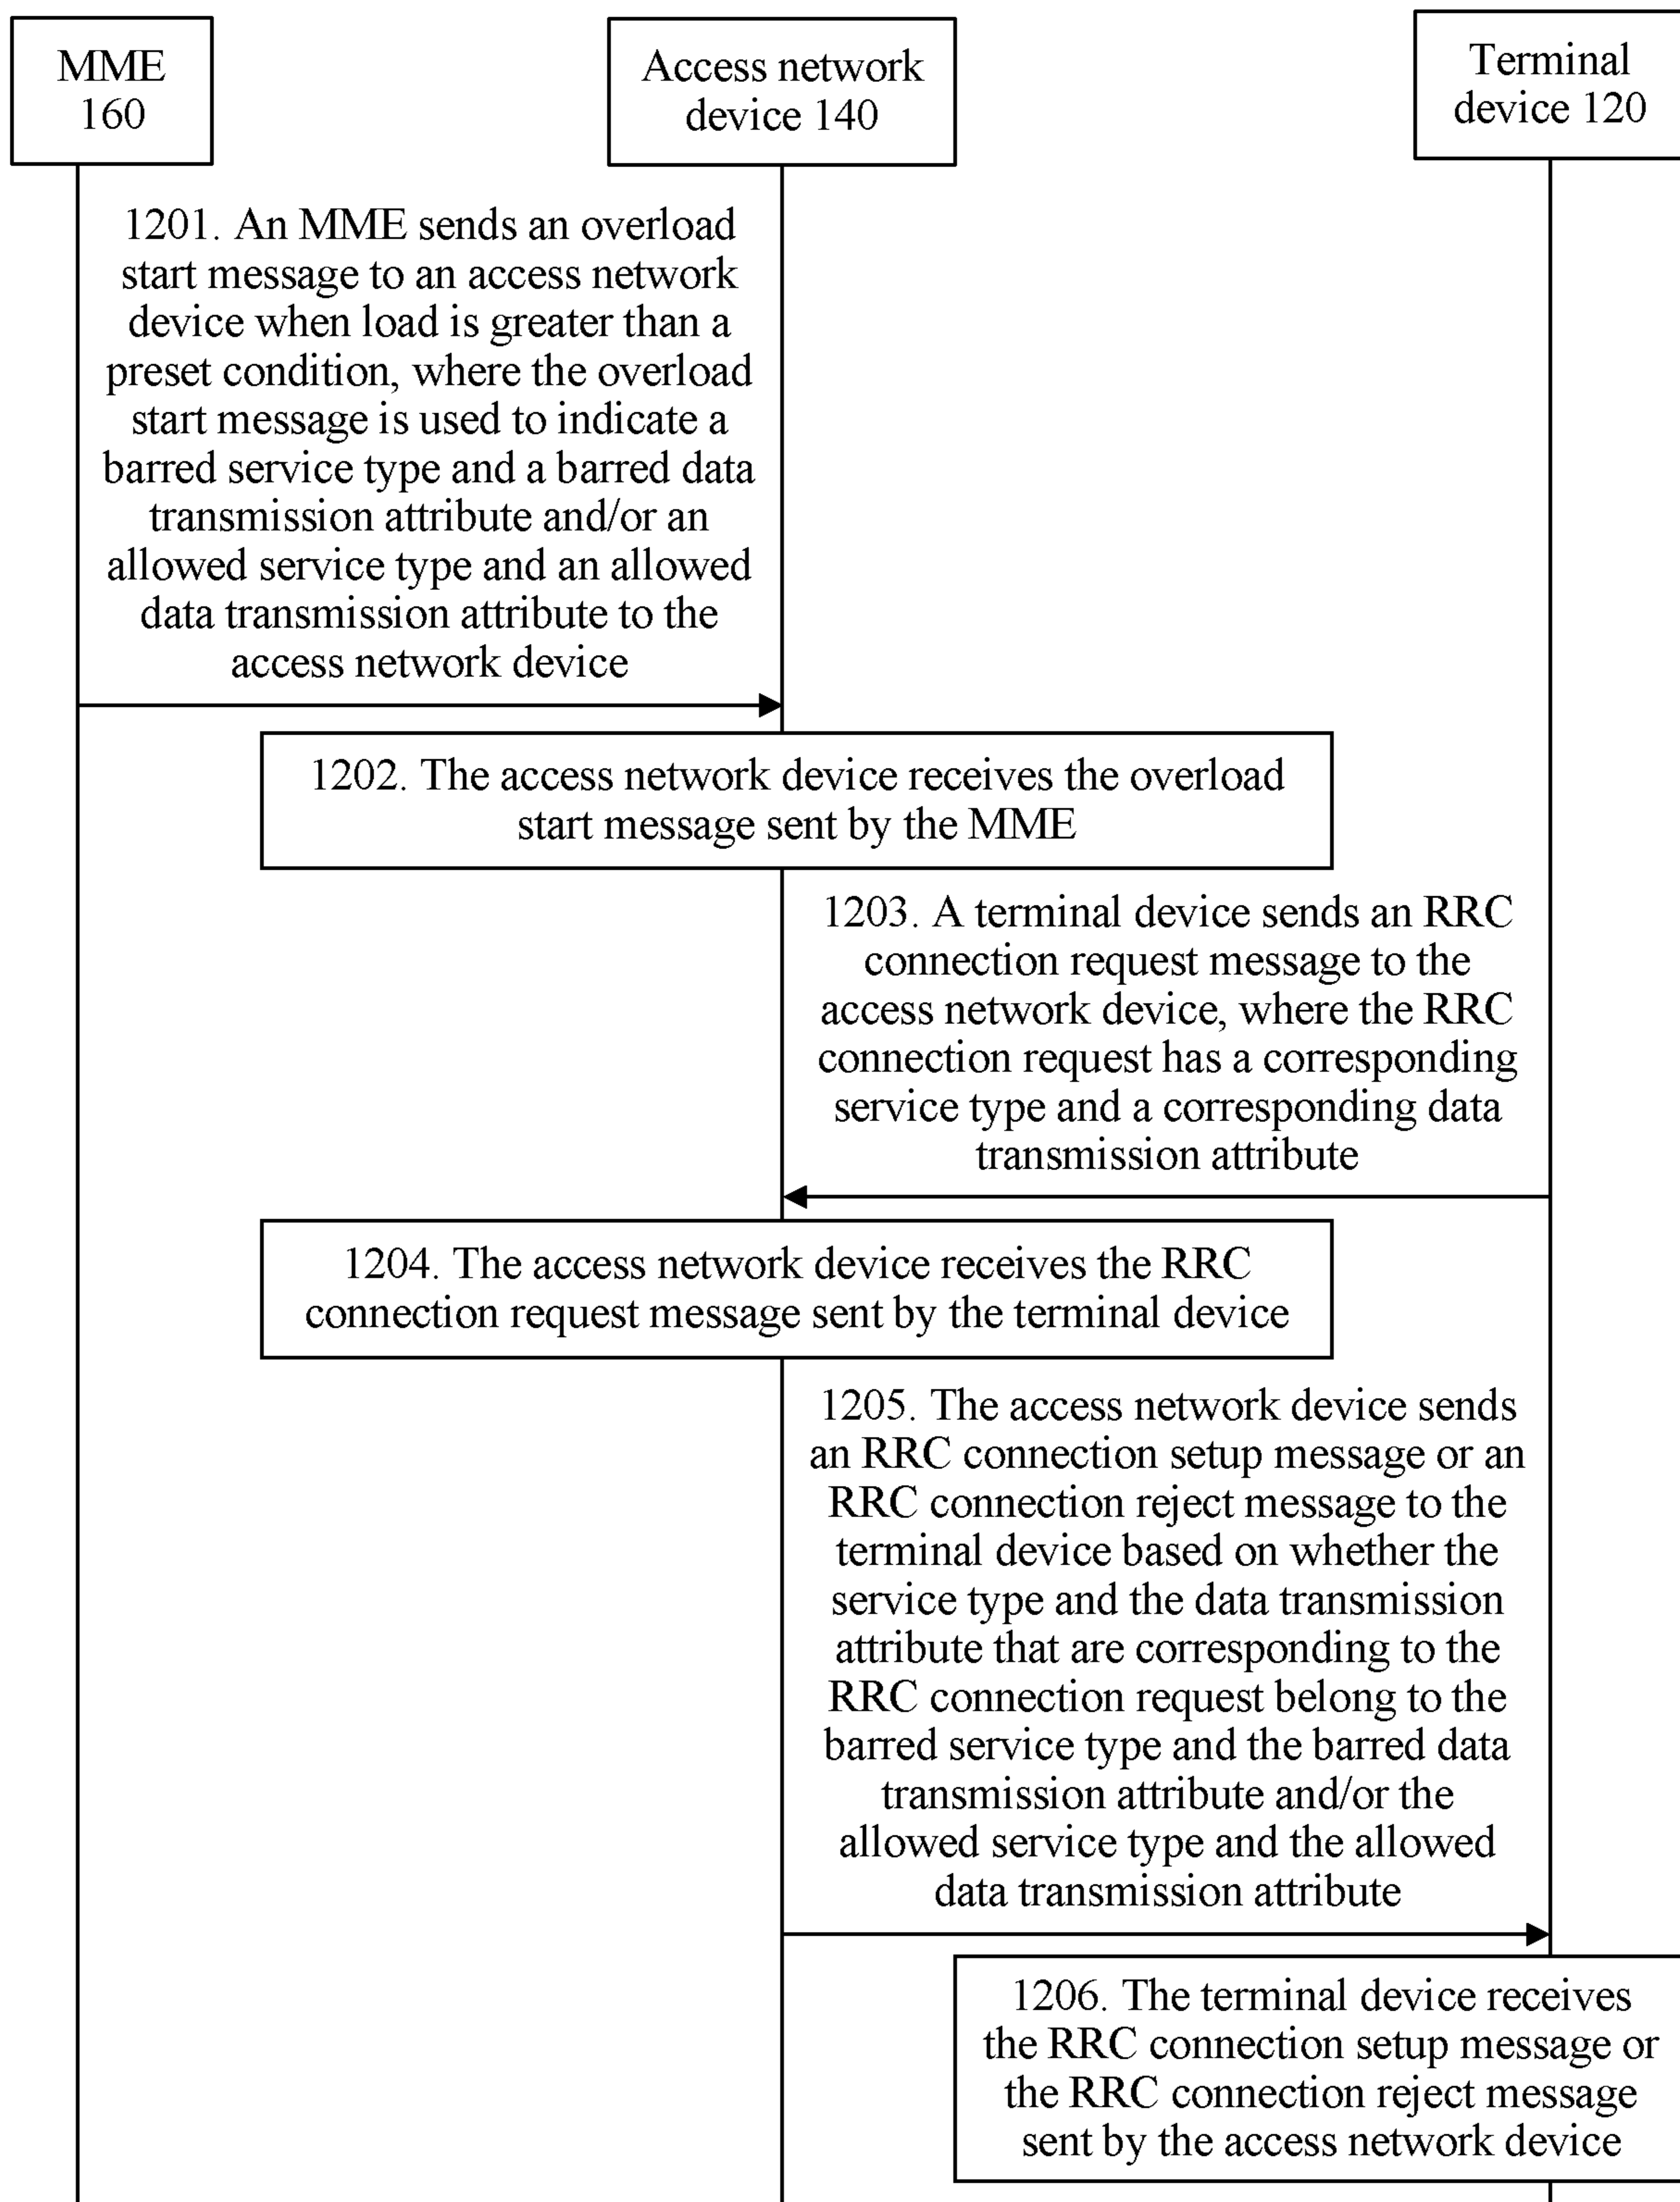 MME
160
Access network
device 140
Terminal
device 120
1201. An MME sends an overload
start message to an access network
device when load is greater than a
preset condition, where the overload
start message is used to indicate a
barred service type and a barred data
transmission attribute and/or an
allowed service type and an allowed
data transmission attribute to the
access network device
1202. The access network device receives the overload
start message sent by the MME
1203. A terminal device sends an RRC
connection request message to the
access network device, where the RRC
connection request has a corresponding
service type and a corresponding data
transmission attribute
1204. The access network device receives the RRC
connection request message sent by the terminal device
1205. The access network device sends
an RRC connection setup message or an
RRC connection reject message to the
terminal device based on whether the
service type and the data transmission
attribute that are corresponding to the
RRC connection request belong to the
barred service type and the barred data
transmission attribute and/or the
allowed service type and the allowed
data transmission attribute
1206. The terminal device receives
the RRC connection setup message or
the RRC connection reject message
sent by the access network device